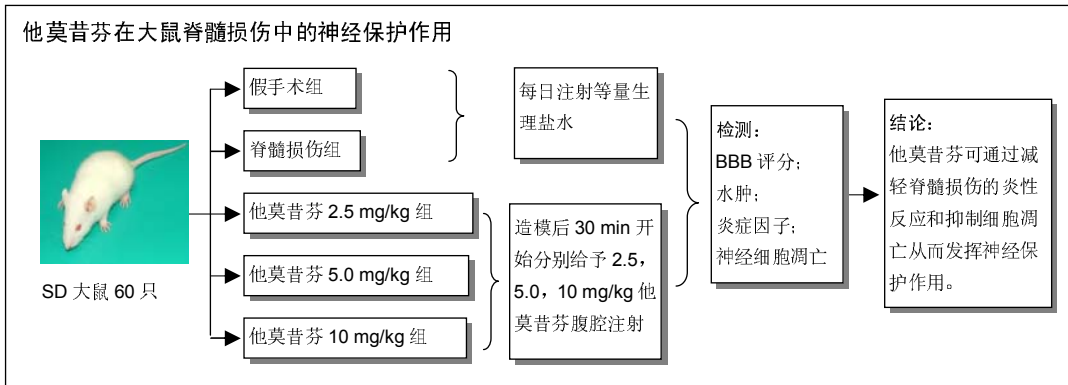 他莫昔芬在大鼠脊髓损伤中的神经保护作用
SD 大鼠 60 只
假手术组
脊髓损伤组
他莫昔芬 2.5 mg/kg 组
他莫昔芬 5.0 mg/kg 组
他莫昔芬 10 mg/kg 组
每日注射等量生
理盐水
造模后 30 min 开
始分别给予 2.5，
5.0，10 mg/kg 他
莫昔芬腹腔注射
检测：
BBB 评分；
水肿；
炎症因子；
神经细胞凋亡
结论：
他莫昔芬可通过减
轻脊髓损伤的炎性
反应和抑制细胞凋
亡从而发挥神经保
护作用。